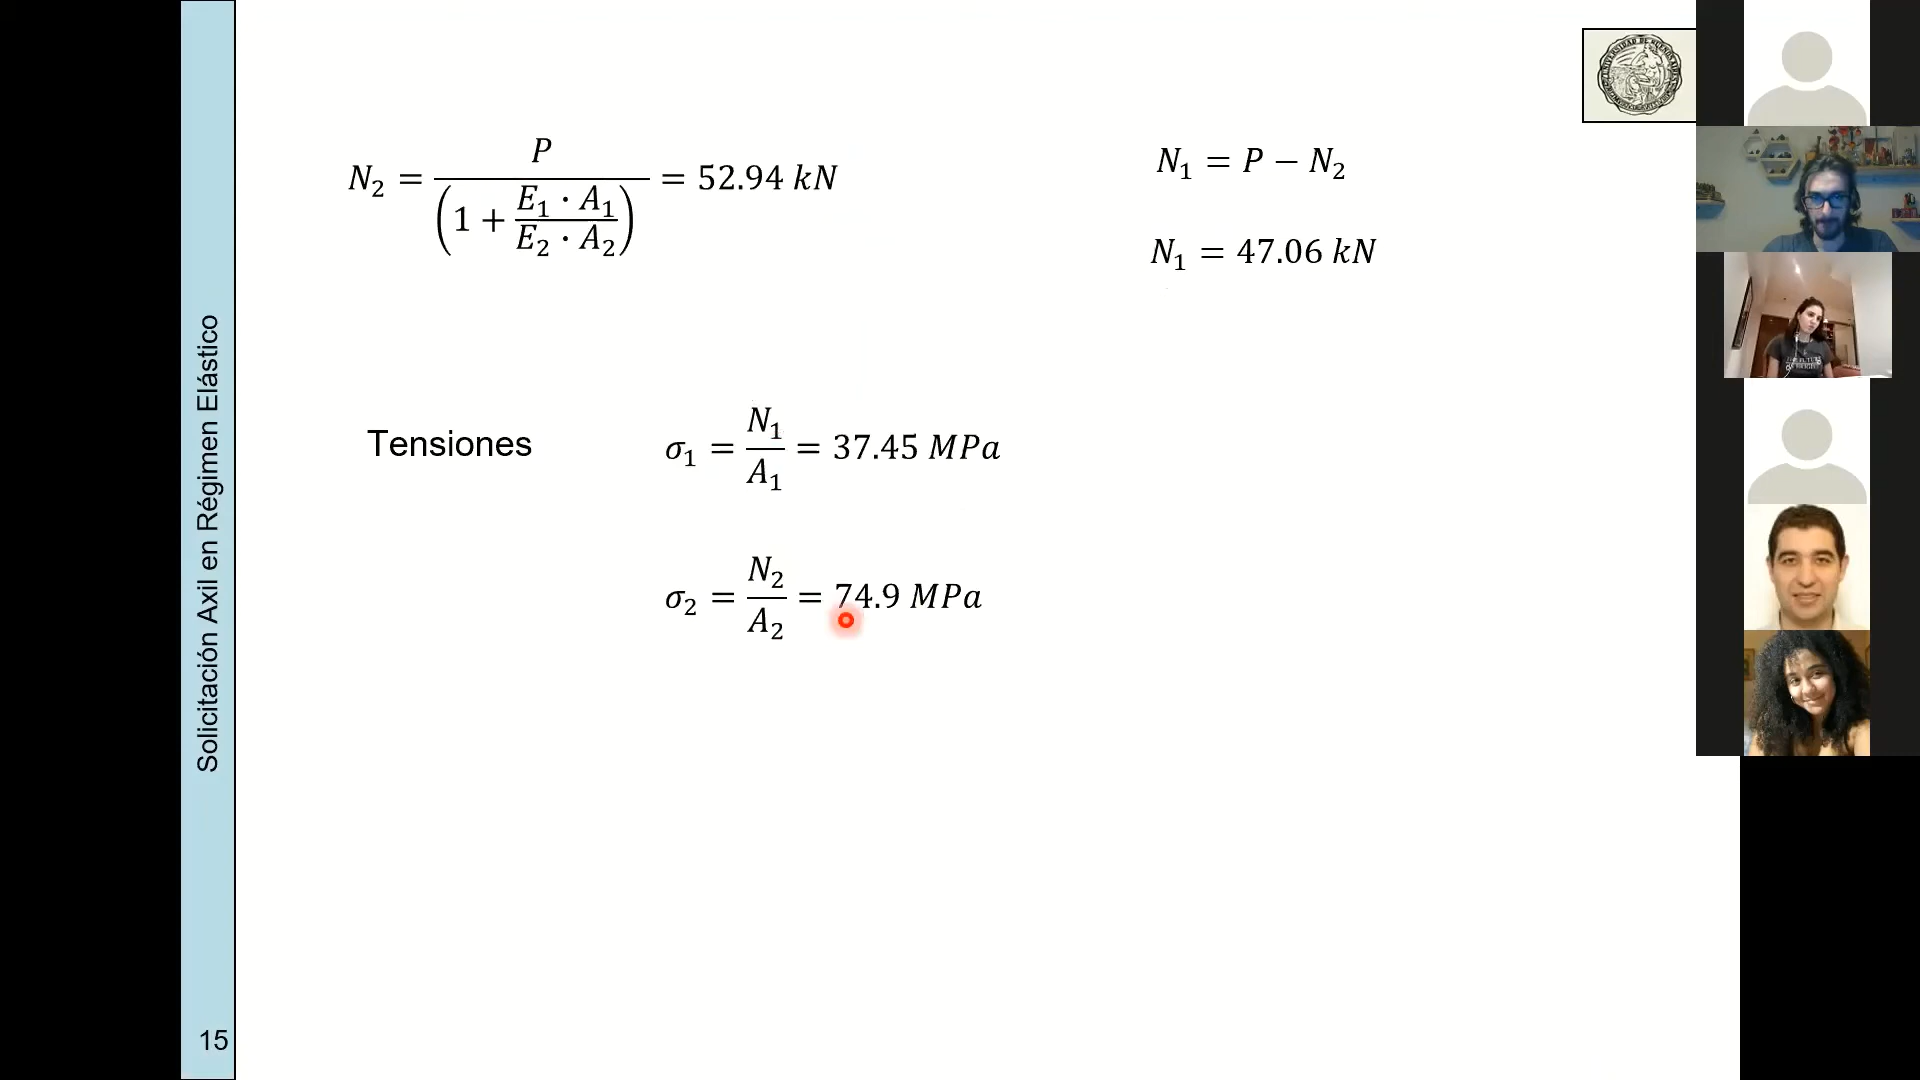 Solicitación Axil en Régimen Elástico
15
N₂ = P / (1 + (E₁ · A₁)/(E₂ · A₂)) = 52.94 kN
N₁ = P − N₂
N₁ = 47.06 kN
Tensiones
σ₁ = N₁/A₁ = 37.45 MPa
σ₂ = N₂/A₂ = 74.9 MPa